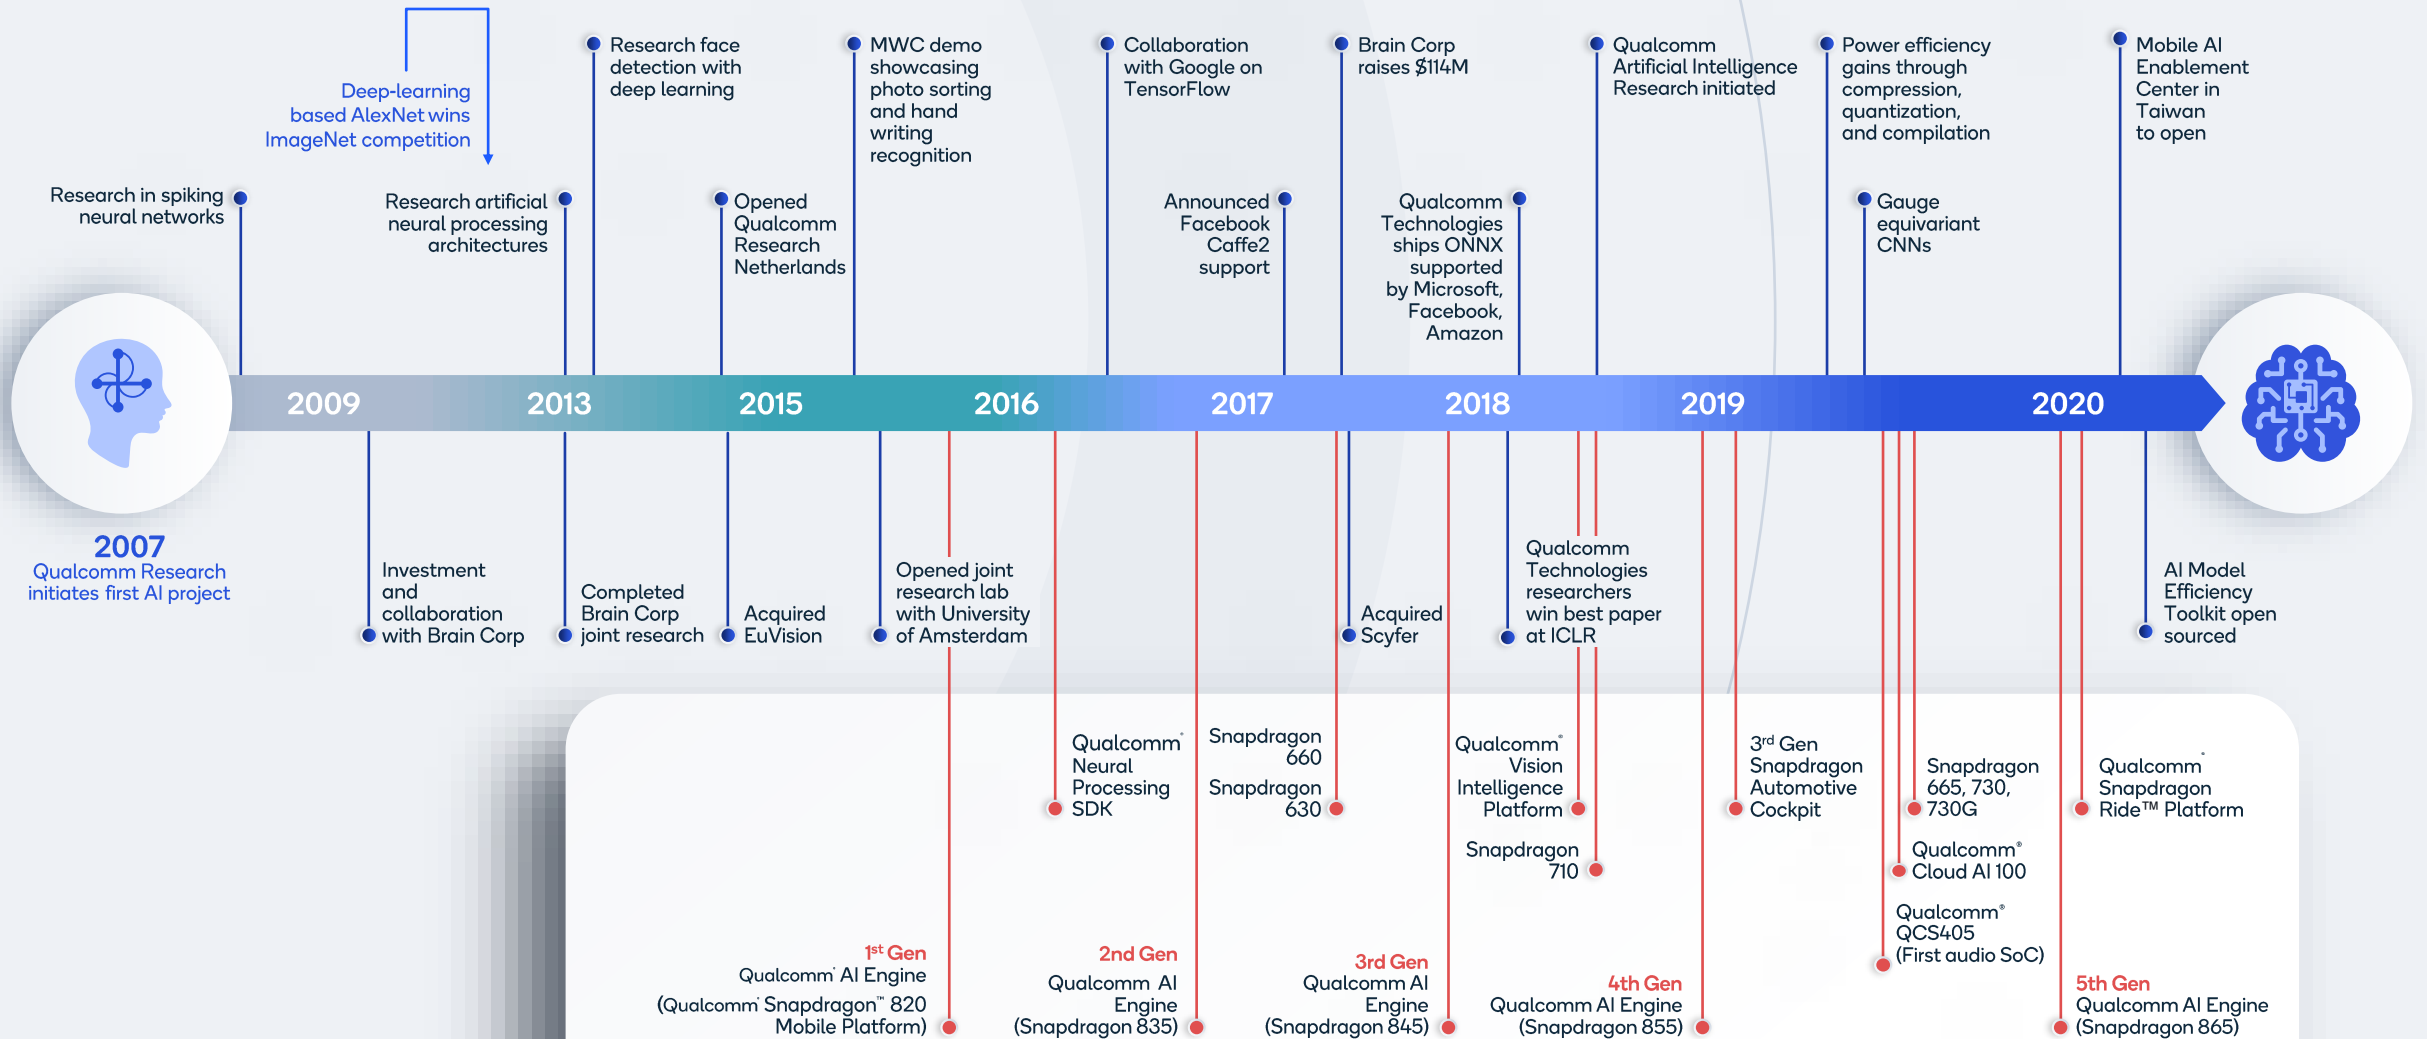 Deep-learning
based AlexNet wins
ImageNet competition
Research in spiking
neural networks
Research artificial
neural processing
architectures
Research face
detection with
deep learning
Opened
Qualcomm
Research
Netherlands
MWC demo
showcasing
photo sorting
and hand
writing
recognition
Collaboration
with Google on
TensorFlow
Announced
Facebook
Caffe2
support
Brain Corp
raises $114M
Qualcomm
Technologies
ships ONNX
supported
by Microsoft,
Facebook,
Amazon
Qualcomm
Artificial Intelligence
Research initiated
Power efficiency
gains through
compression,
quantization,
and compilation
Gauge
equivariant
CNNs
Mobile AI
Enablement
Center in
Taiwan
to open
2009 2013 2015 2016 2017 2018 2019 2020
2007
Qualcomm Research
initiates first AI project
Investment
and
collaboration
with Brain Corp
Completed
Brain Corp
joint research
Acquired
EuVision
Opened joint
research lab
with University
of Amsterdam
Acquired
Scyfer
Qualcomm
Technologies
researchers
win best paper
at ICLR
AI Model
Efficiency
Toolkit open
sourced
Qualcomm®
Neural
Processing
SDK
Snapdragon
660
Snapdragon
630
Qualcomm®
Vision
Intelligence
Platform
Snapdragon
710
3rd Gen
Snapdragon
Automotive
Cockpit
Snapdragon
665, 730,
730G
Qualcomm®
Cloud AI 100
Qualcomm®
QCS405
(First audio SoC)
Qualcomm®
Snapdragon
Ride™ Platform
1st Gen
Qualcomm® AI Engine
(Qualcomm® Snapdragon™ 820
Mobile Platform)
2nd Gen
Qualcomm AI
Engine
(Snapdragon 835)
3rd Gen
Qualcomm AI
Engine
(Snapdragon 845)
4th Gen
Qualcomm AI Engine
(Snapdragon 855)
5th Gen
Qualcomm AI Engine
(Snapdragon 865)